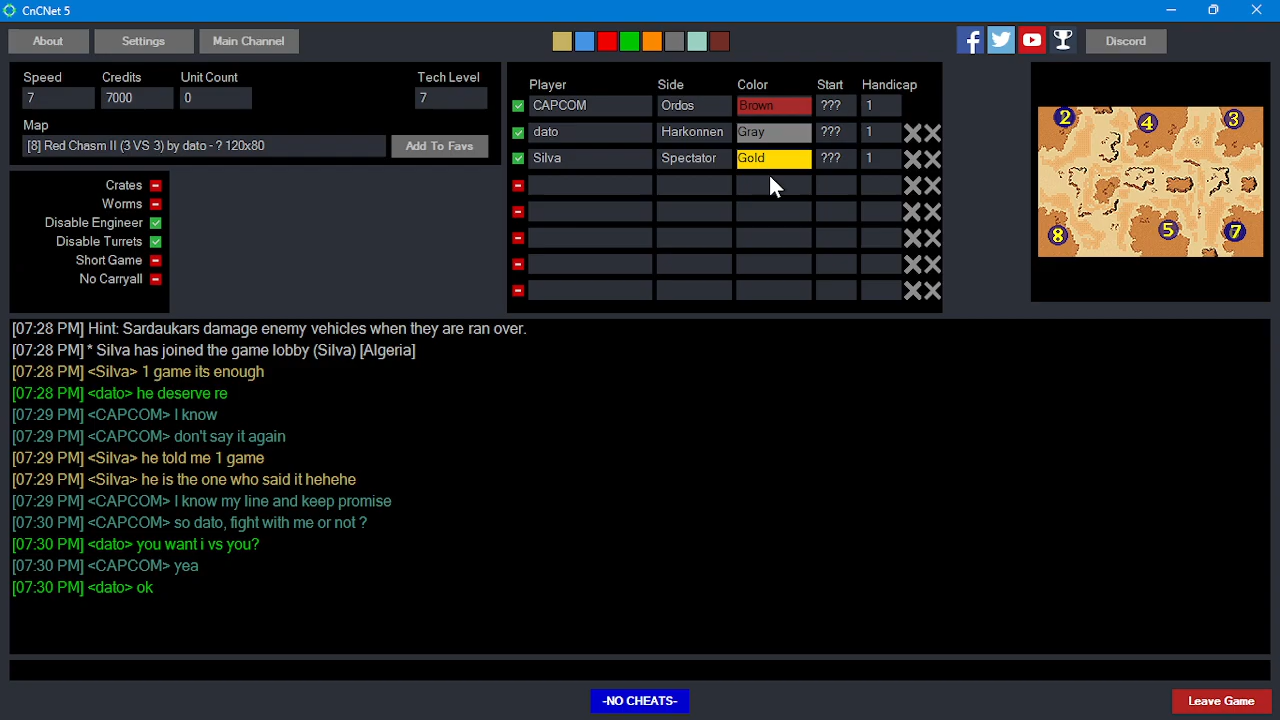 CnCNet 5
About Settings Main Channel Discord
Speed Credits Unit Count Tech Level
7 7000 0 7
Map
[8] Red Chasm II (3 VS 3) by dato - ? 120x80 Add To Favs
Player Side Color Start Handicap
CAPCOM Ordos Brown ??? 1
dato Harkonnen Gray ??? 1
Silva Spectator Gold ??? 1
2 4 3
8 5 7
Crates
Worms
Disable Engineer
Disable Turrets
Short Game
No Carryall
[07:28 PM] Hint: Sardaukars damage enemy vehicles when they are ran over.
[07:28 PM] * Silva has joined the game lobby (Silva) [Algeria]
[07:28 PM] <Silva> 1 game its enough
[07:28 PM] <dato> he deserve re
[07:29 PM] <CAPCOM> I know
[07:29 PM] <CAPCOM> don't say it again
[07:29 PM] <Silva> he told me 1 game
[07:29 PM] <Silva> he is the one who said it hehehe
[07:29 PM] <CAPCOM> I know my line and keep promise
[07:30 PM] <CAPCOM> so dato, fight with me or not ?
[07:30 PM] <dato> you want i vs you?
[07:30 PM] <CAPCOM> yea
[07:30 PM] <dato> ok
-NO CHEATS-
Leave Game